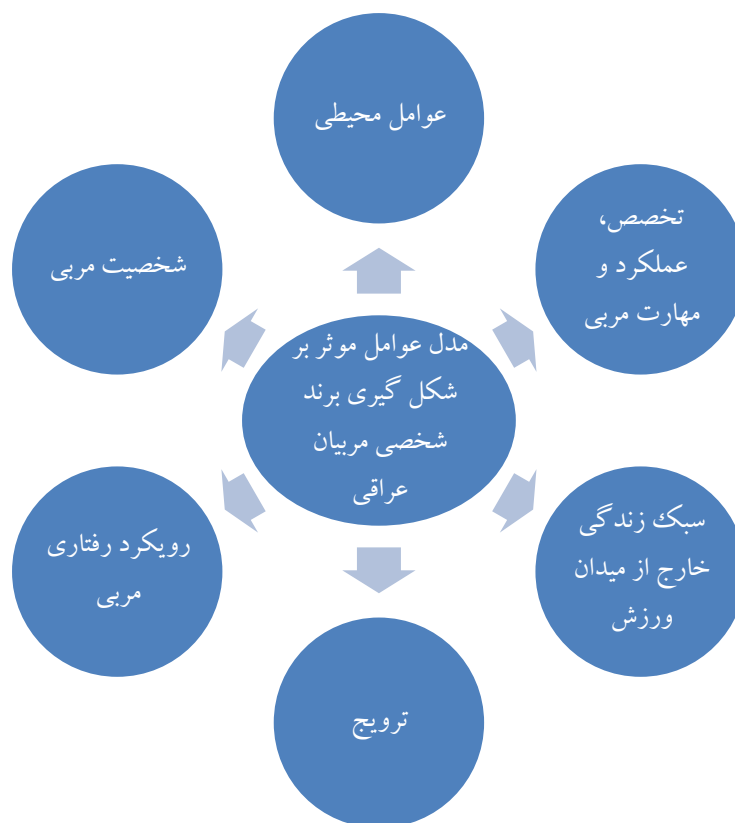 عوامل محیطی
تخصص،
عملکرد و
مهارت مربی
شخصیت مربی
مدل عوامل موثر بر
شکل گیری برند
شخصی مربیان
عراقی
سبک زندگی
خارج از میدان
ورزش
رویکرد رفتاری
مربی
ترویج